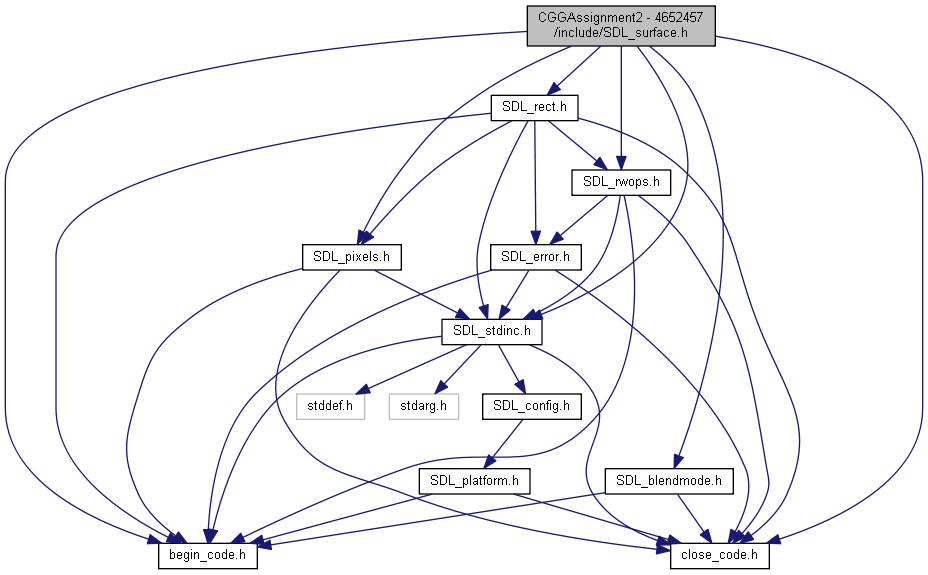 CGGAssignment2 - 4652457
/include/SDL_surface.h
SDL_rect.h
SDL_rwops.h
SDL_pixels.h
SDL_error.h
SDL_stdinc.h
stddef.h
stdarg.h
SDL_config.h
SDL_platform.h
SDL_blendmode.h
begin_code.h
close_code.h